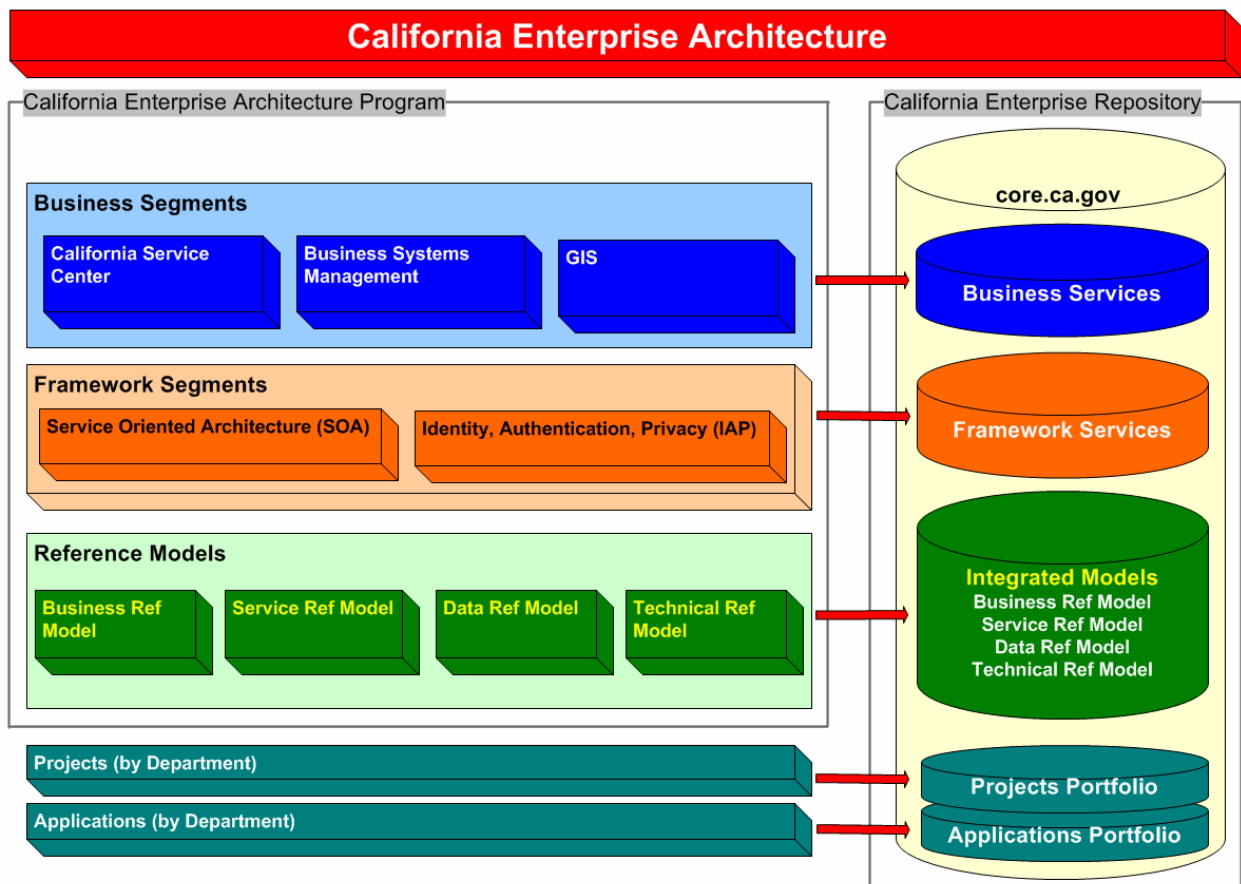 California Enterprise Architecture
California Enterprise Architecture Program
Business Segments
California Service
Center
Business Systems
Management
GIS
Framework Segments
Service Oriented Architecture (SOA)
Identity, Authentication, Privacy (IAP)
Reference Models
Business Ref
Model
Service Ref Model
Data Ref Model
Technical Ref
Model
Projects (by Department)
Applications (by Department)
California Enterprise Repository
core.ca.gov
Business Services
Framework Services
Integrated Models
Business Ref Model
Service Ref Model
Data Ref Model
Technical Ref Model
Projects Portfolio
Applications Portfolio